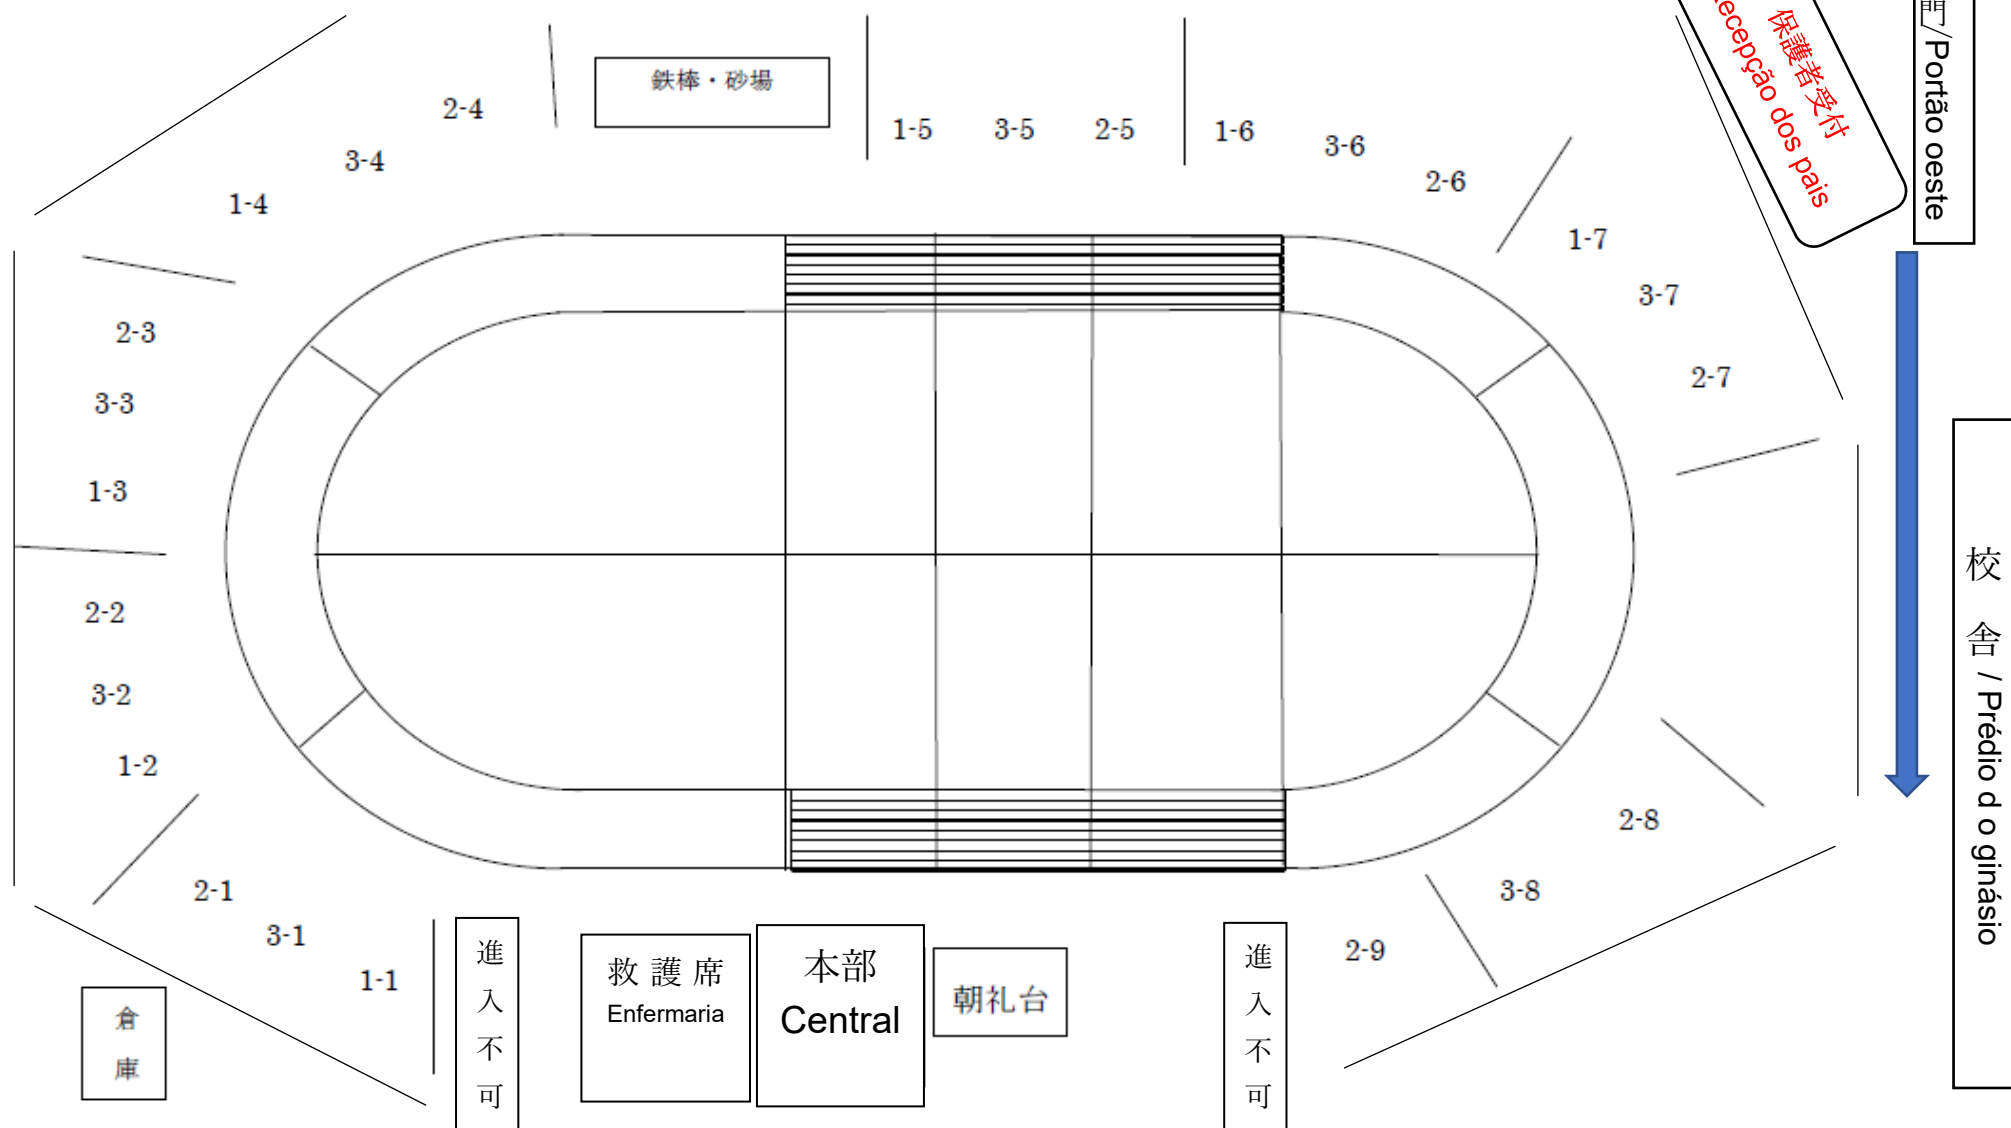 鉄棒・砂場
2-4
3-4
1-4
1-5
3-5
2-5
1-6
3-6
2-6
保護者受付
ecepção dos pais
門/Portão oeste
1-7
3-7
2-7
2-3
3-3
1-3
2-2
3-2
1-2
2-1
3-1
1-1
2-8
3-8
2-9
校 舎 / Prédio d o ginásio
倉庫
進入不可
救護席
Enfermaria
本部
Central
朝礼台
進入不可